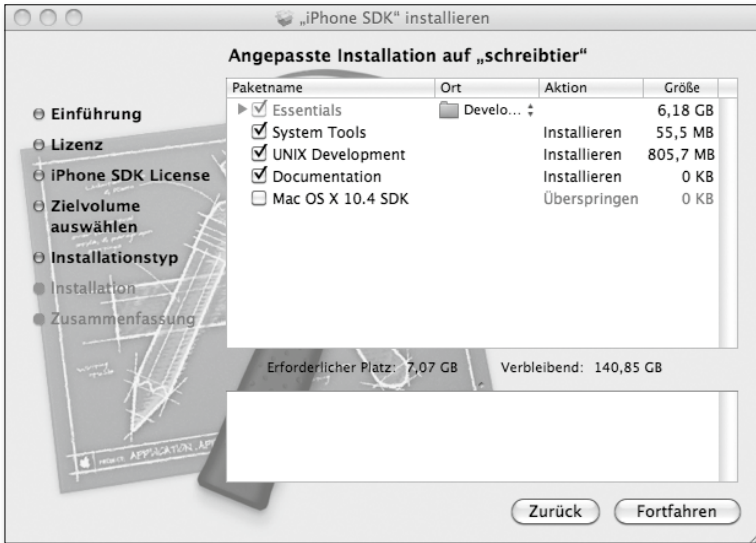 „iPhone SDK“ installieren
Angepasste Installation auf „schreibtier“
Einführung
Lizenz
iPhone SDK License
Zielvolume
auswählen
Installationstyp
Installation
Zusammenfassung
Paketname Ort Aktion Größe
Essentials Develo... 6,18 GB
System Tools Installieren 55,5 MB
UNIX Development Installieren 805,7 MB
Documentation Installieren 0 KB
Mac OS X 10.4 SDK Überspringen 0 KB
Erforderlicher Platz: 7,07 GB Verbleibend: 140,85 GB
APPLICATION.APP
Zurück Fortfahren